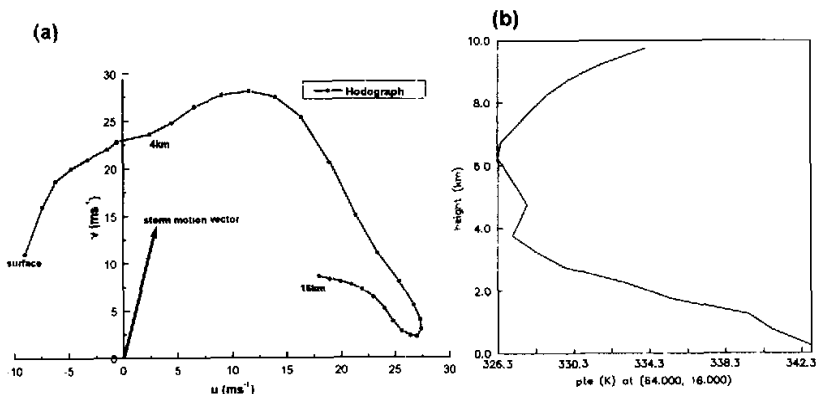 (a)
30
25
20
15
10
5
0
-10
-5
0
5
10
15
20
25
30
v (ms⁻¹)
u (ms⁻¹)
Hodograph
4km
surface
storm motion vector
16km
(b)
10.0
8.0
6.0
4.0
2.0
0.0
326.3
330.3
334.3
338.3
342.3
height (km)
pte (K) at (64.000, 16.000)